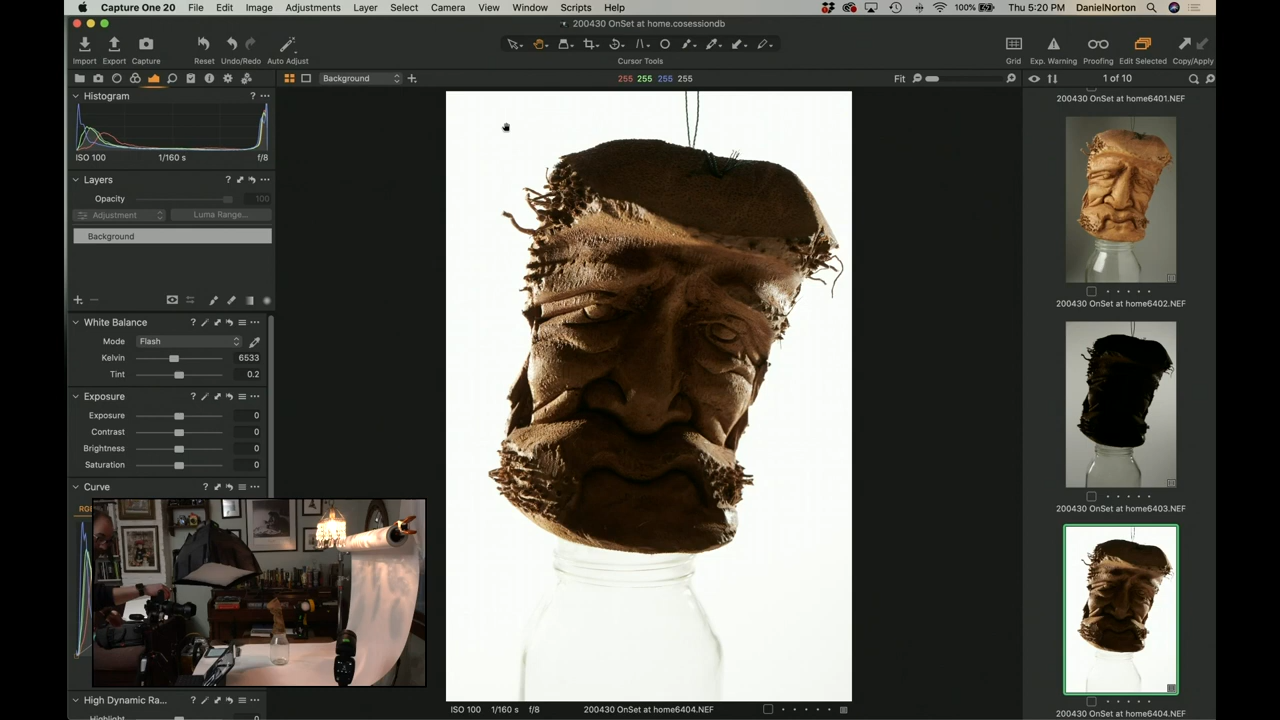 Capture One 20 File Edit Image Adjustments Layer Select Camera View Window Scripts Help 100% Thu 5:20 PM DanielNorton
200430 OnSet at home.cosessiondb
Import Export Capture Reset Undo/Redo Auto Adjust Cursor Tools Grid Exp. Warning Proofing Edit Selected Copy/Apply
Background 255 255 255 255 Fit 1 of 10
Histogram
ISO 100 1/160 s f/8
Layers
Opacity 100
Adjustment Luma Range...
Background
White Balance
Mode Flash
Kelvin 6533
Tint 0.2
Exposure
Exposure 0
Contrast 0
Brightness 0
Saturation 0
Curve
RGB
High Dynamic Ra...
Highlight 0
ISO 100 1/160 s f/8 200430 OnSet at home6404.NEF
200430 OnSet at home6401.NEF
200430 OnSet at home6402.NEF
200430 OnSet at home6403.NEF
200430 OnSet at home6404.NEF